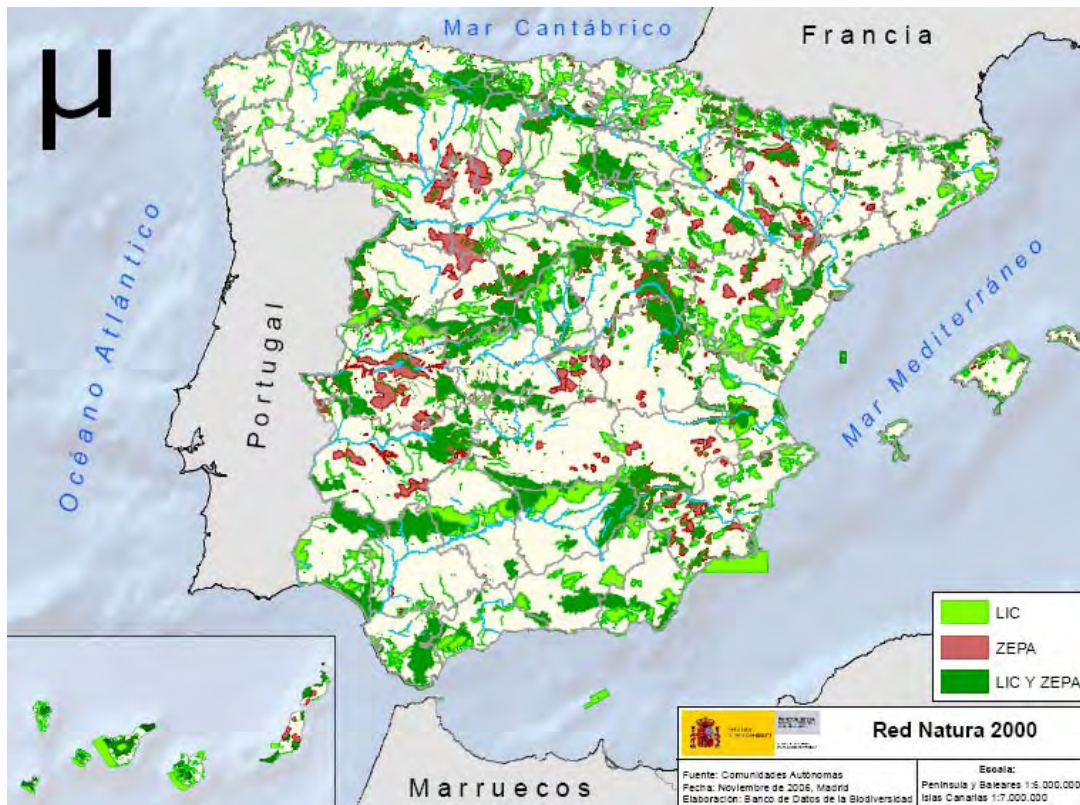 µ
Mar Cantábrico
Francia
Océano Atlántico
Portugal
Mar Mediterráneo
LIC
ZEPA
LIC Y ZEPA
Red Natura 2000
Fuente: Comunidades Autónomas
Fecha: Noviembre de 2006, Madrid
Elaboración: Banco de Datos de la Biodiversidad
Escala:
Península y Baleares 1:6.000.000
Islas Canarias 1:7.000.000
Marruecos